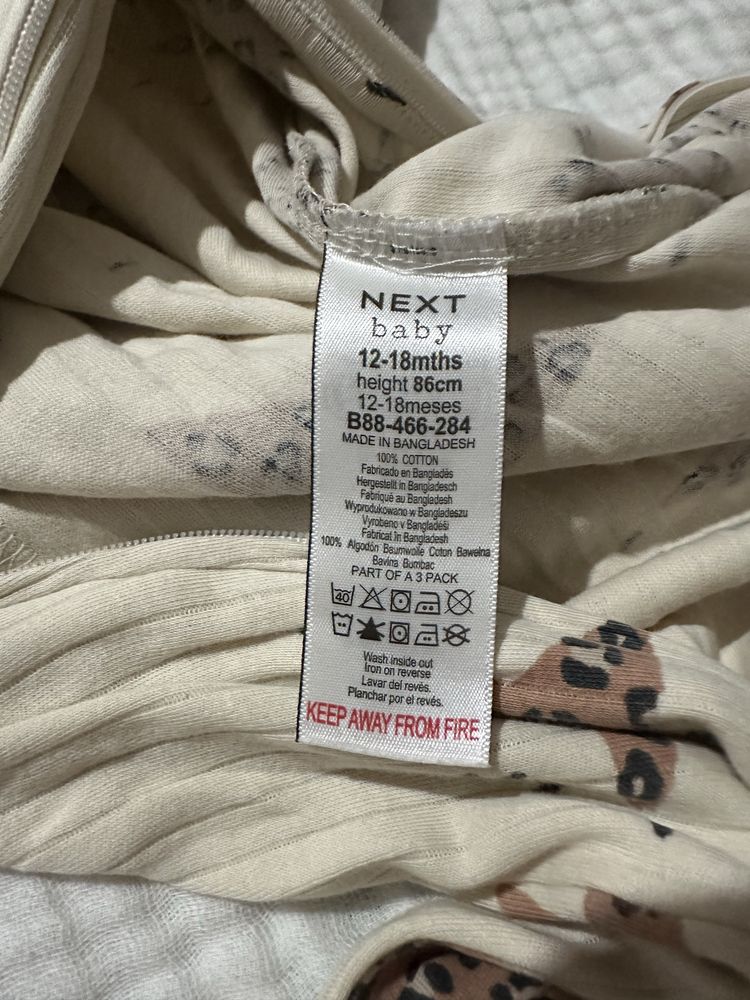 NEXT
baby
12-18mths
height 86cm
12-18meses
B88-466-284
MADE IN BANGLADESH
100% COTTON
Fabricado en Bangladés
Hergestellt in Bangladesch
Fabriqué au Bangladesh
Wyprodukowano w Bangladeszu
Vyrobeno v Bangladéši
Fabricat în Bangladesh
100% Algodón Baumwolle Coton Bawełna
Bavlna Bumbac
PART OF A 3 PACK
40
Wash inside out
Iron on reverse
Lavar del revés.
Planchar por el revés.
KEEP AWAY FROM FIRE